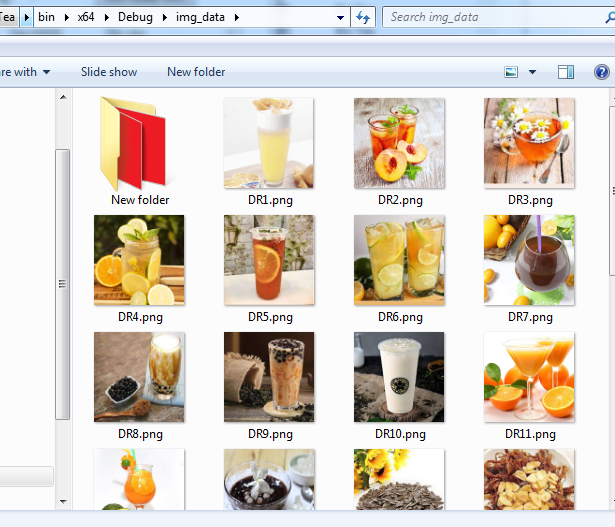 Tea bin x64 Debug img_data Search img_data
re with Slide show New folder
New folder DR1.png DR2.png DR3.png
DR4.png DR5.png DR6.png DR7.png
DR8.png DR9.png DR10.png DR11.png